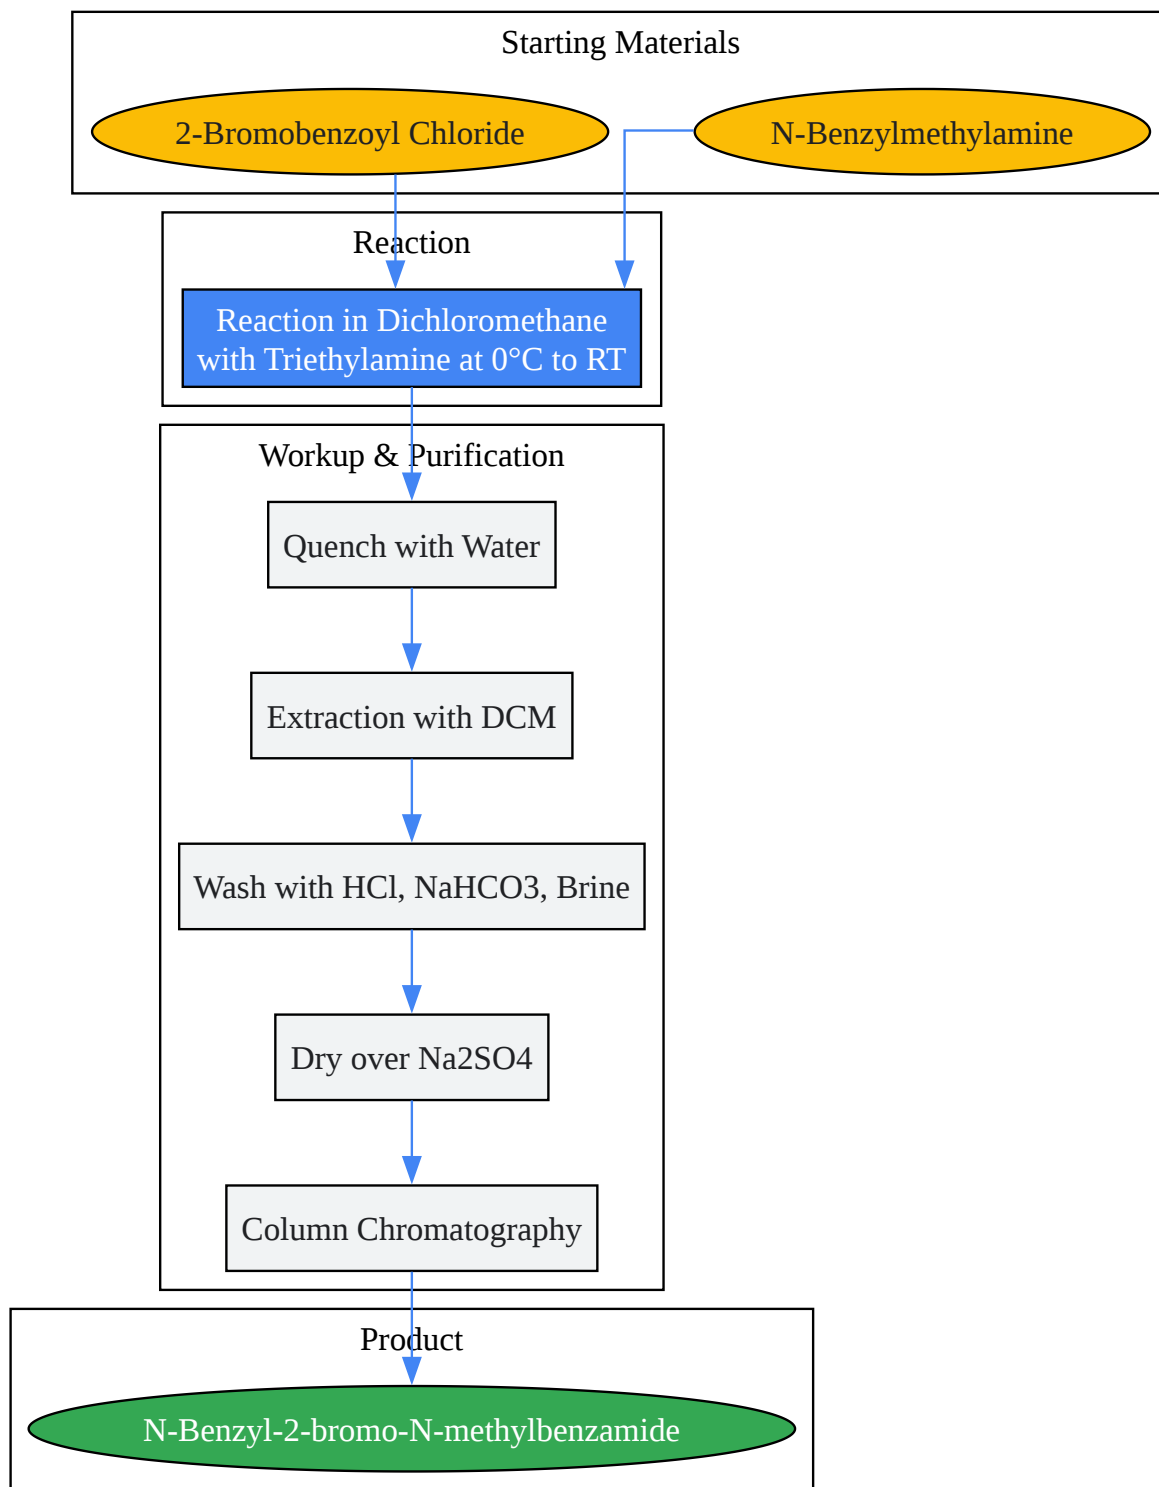 Starting Materials
2-Bromobenzoyl Chloride
N-Benzylmethylamine
Reaction
Reaction in Dichloromethane
with Triethylamine at 0°C to RT
Workup & Purification
Quench with Water
Extraction with DCM
Wash with HCl, NaHCO3, Brine
Dry over Na2SO4
Column Chromatography
Product
N-Benzyl-2-bromo-N-methylbenzamide